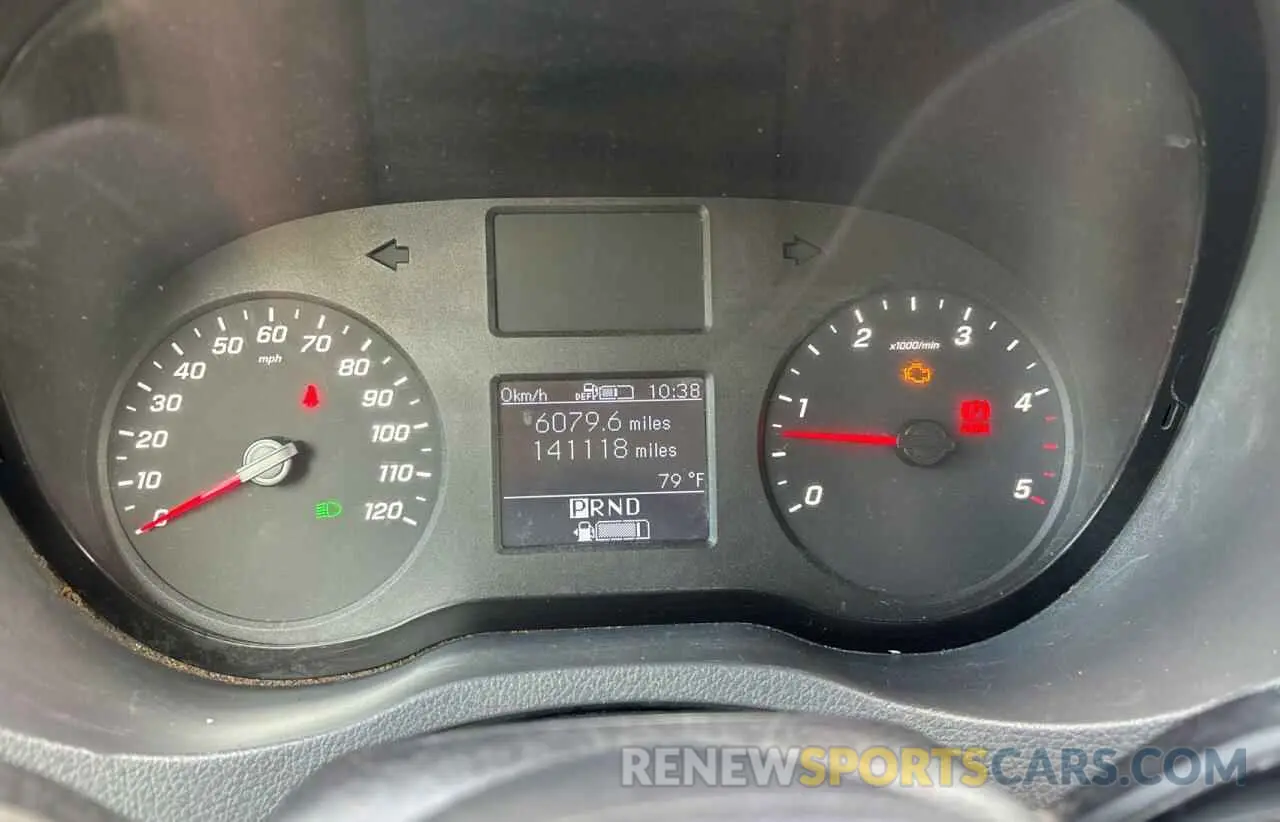 0km/h DEF 10:38
6079.6 miles
141118 miles
79 °F
PRND
0 10 20 30 40 50 60 70 80 90 100 110 120
mph
0 1 2 3 4 5
x1000/min
RENEWSPORTSCARS.COM